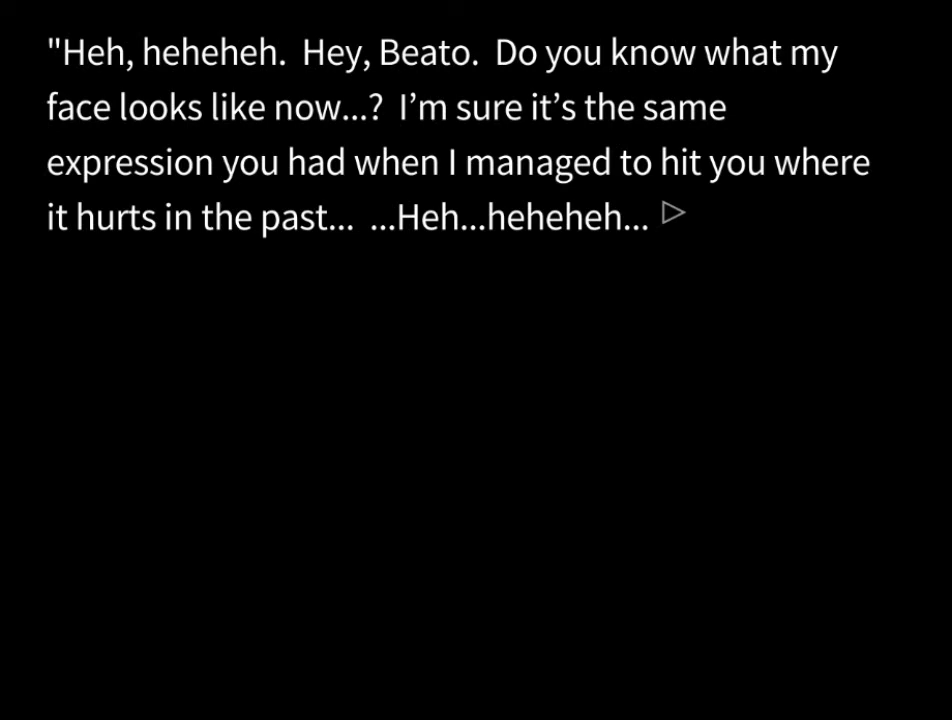 "Heh, heheheh.  Hey, Beato.  Do you know what my
face looks like now...?  I’m sure it’s the same
expression you had when I managed to hit you where
it hurts in the past...  ...Heh...heheheh...